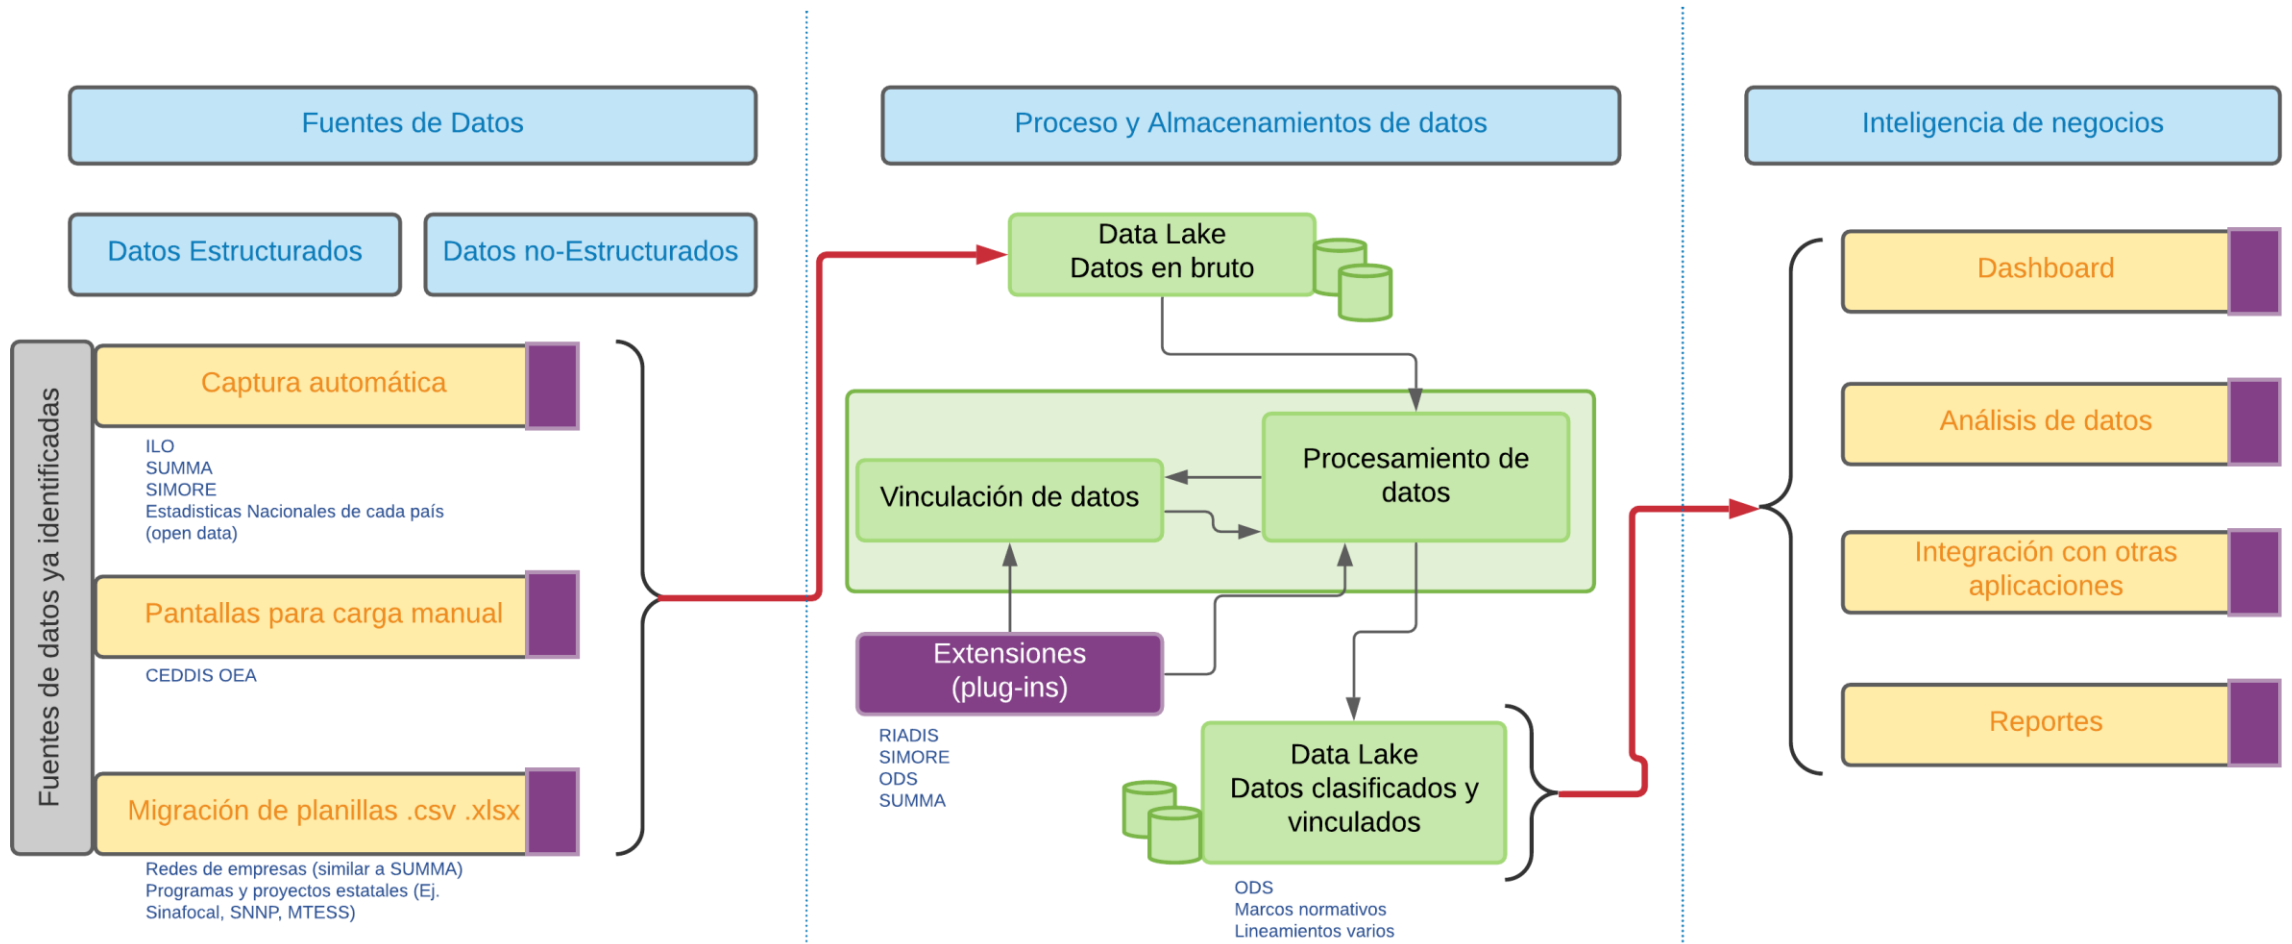 Fuentes de Datos
Datos Estructurados
Datos no-Estructurados
Fuentes de datos ya identificadas
Captura automática
ILO
SUMMA
SIMORE
Estadisticas Nacionales de cada país
(open data)
Pantallas para carga manual
CEDDIS OEA
Migración de planillas .csv .xlsx
Redes de empresas (similar a SUMMA)
Programas y proyectos estatales (Ej.
Sinafocal, SNNP, MTESS)
Proceso y Almacenamientos de datos
Data Lake
Datos en bruto
Procesamiento de
datos
Vinculación de datos
Extensiones
(plug-ins)
RIADIS
SIMORE
ODS
SUMMA
Data Lake
Datos clasificados y
vinculados
ODS
Marcos normativos
Lineamientos varios
Inteligencia de negocios
Dashboard
Análisis de datos
Integración con otras
aplicaciones
Reportes